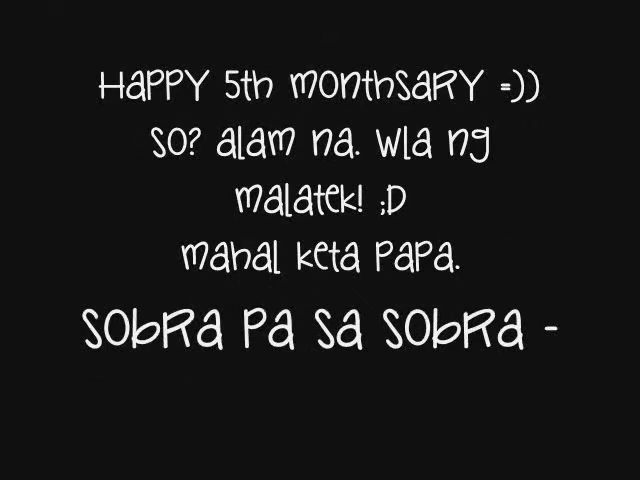 HAPPY 5th monthSARY =))
SO? alam na. wla ng
malatek! ;D
mahal keta PAPA.
SOBRA PA SA SOBRA -